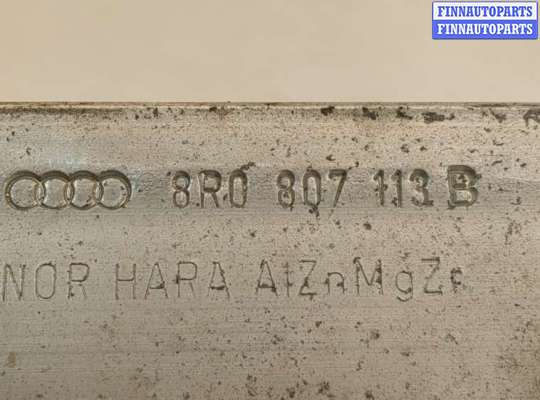 FINNAUTOPARTS
FINNAUTOPARTS
8R0 807 113 B
NOR HARA AlZnMgZr